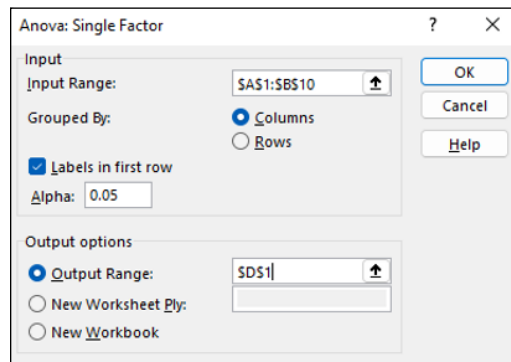 Anova: Single Factor ? ×
Input
Input Range: $A$1:$B$10
OK
Grouped By: Columns
Cancel
Rows
Help
Labels in first row
Alpha: 0.05
Output options
Output Range: $D$1
New Worksheet Ply:
New Workbook